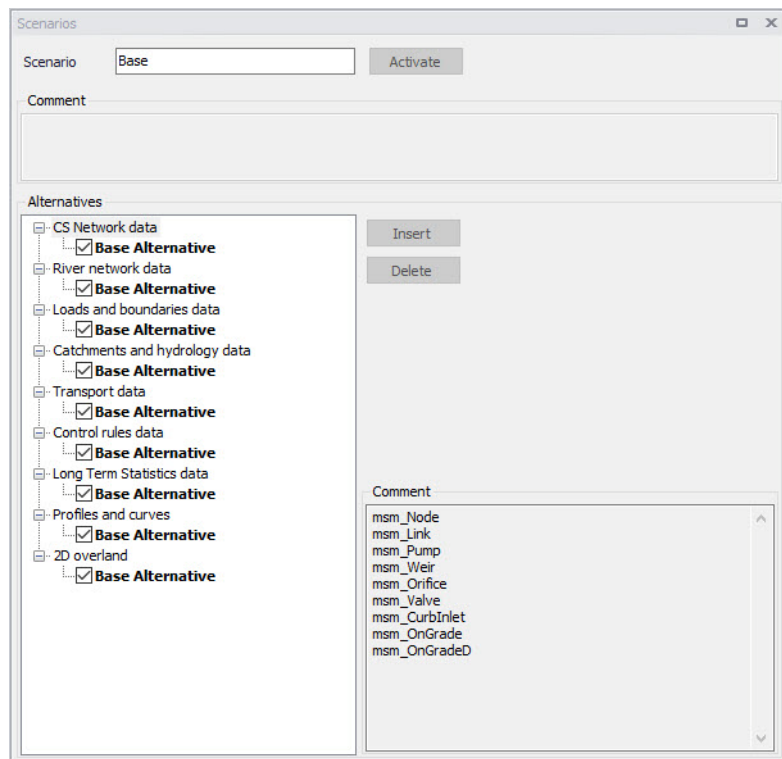 Scenarios
Scenario Base Activate
Comment
Alternatives
CS Network data
Base Alternative
River network data
Base Alternative
Loads and boundaries data
Base Alternative
Catchments and hydrology data
Base Alternative
Transport data
Base Alternative
Control rules data
Base Alternative
Long Term Statistics data
Base Alternative
Profiles and curves
Base Alternative
2D overland
Base Alternative
Insert
Delete
Comment
msm_Node
msm_Link
msm_Pump
msm_Weir
msm_Orifice
msm_Valve
msm_CurbInlet
msm_OnGrade
msm_OnGradeD